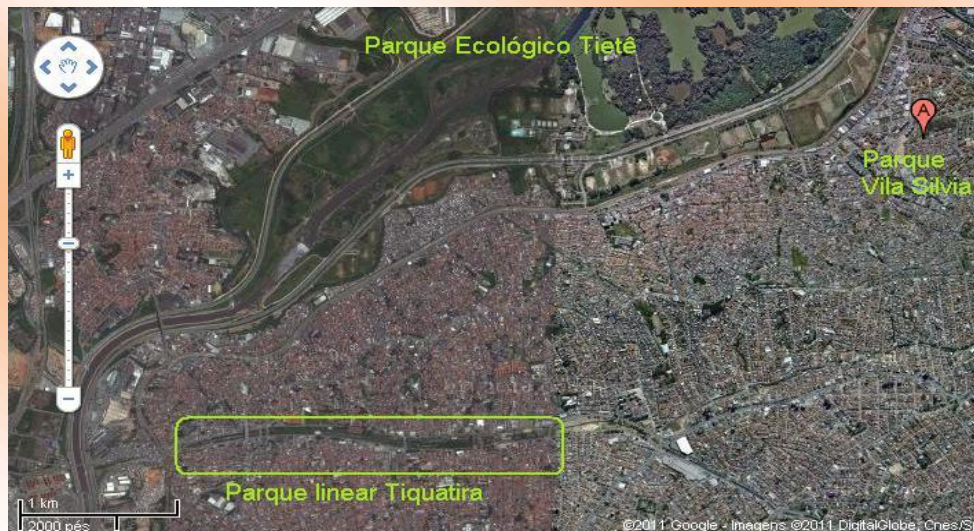 Parque Ecológico Tietê
A
Parque
Vila Silvia
Parque linear Tiquatira
1 km
2000 pés
©2011 Google - Imagens ©2011 DigitalGlobe, Cnes/S